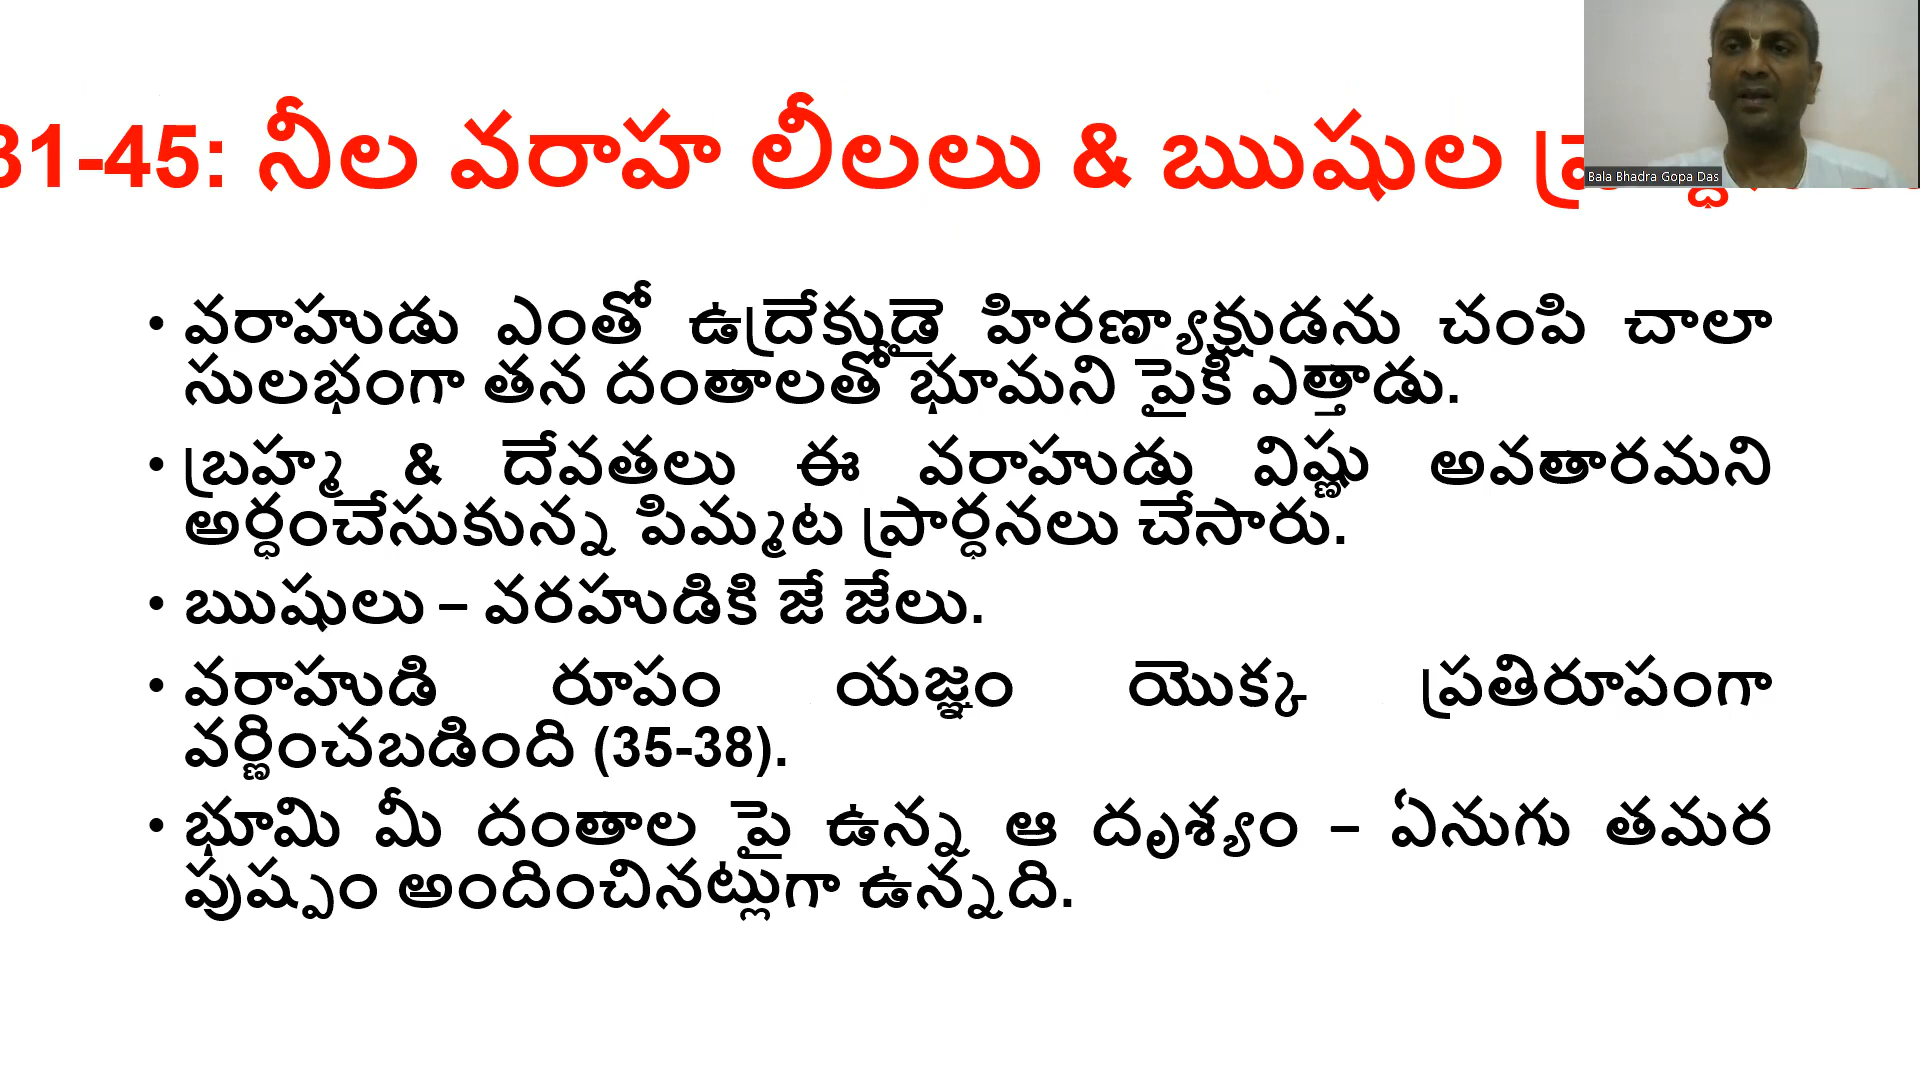 31-45: నీల వరాహ లీలలు & ఋషుల
Bala Bhadra Gopa Das
• వరాహుడు ఎంతో ఉద్రేక్తుడై హిరణ్యాక్షుడను చంపి చాలా
సులభంగా తన దంతాలతో భూమని పైకి ఎత్తాడు.
• బ్రహ్మ & దేవతలు ఈ వరాహుడు విష్ణు అవతారమని
అర్ధంచేసుకున్న పిమ్మట ప్రార్ధనలు చేసారు.
• ఋషులు – వరహుడికి జే జేలు.
• వరాహుడి రూపం యజ్ఞం యొక్క ప్రతిరూపంగా
వర్ణించబడింది (35-38).
• భూమి మీ దంతాల పై ఉన్న ఆ దృశ్యం – ఏనుగు తమర
పుష్పం అందించినట్లుగా ఉన్నది.